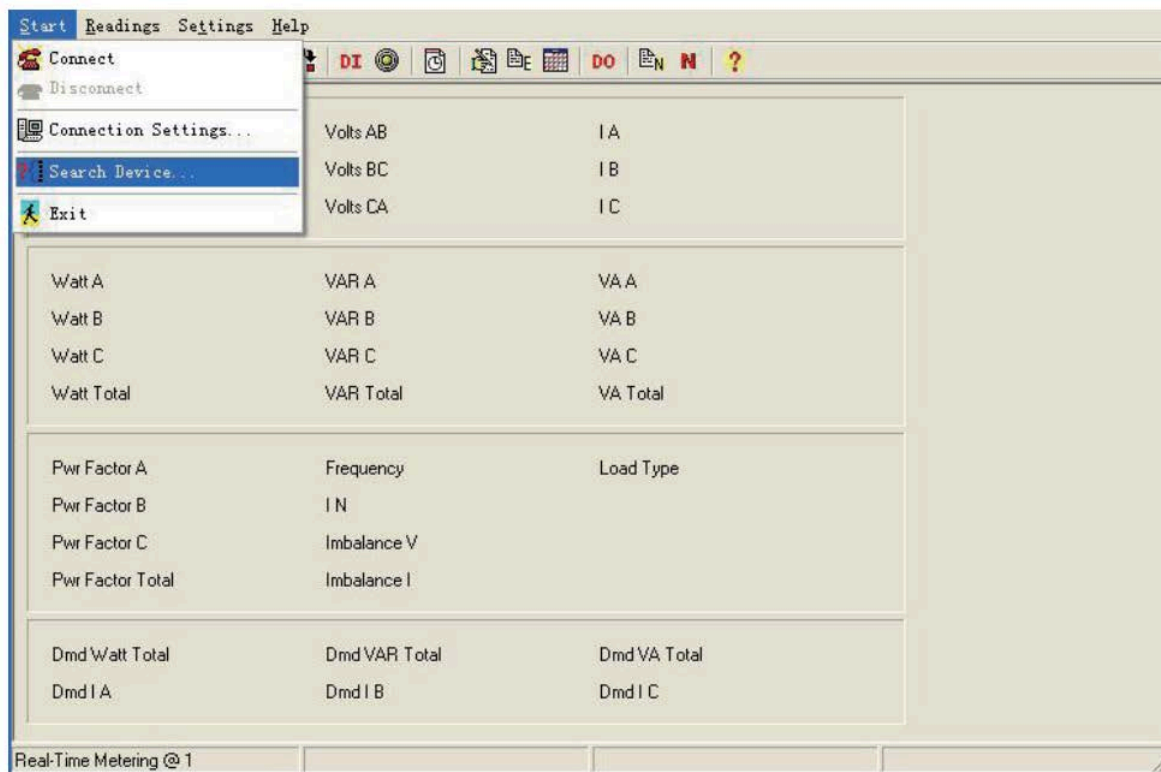 Start Readings Settings Help
Connect
Disconnect
Connection Settings...
Search Device...
Exit
DI
E
DO
N
N
?
Volts AB I A
Volts BC I B
Volts CA I C
Watt A VAR A VA A
Watt B VAR B VA B
Watt C VAR C VA C
Watt Total VAR Total VA Total
Pwr Factor A Frequency Load Type
Pwr Factor B I N
Pwr Factor C Imbalance V
Pwr Factor Total Imbalance I
Dmd Watt Total Dmd VAR Total Dmd VA Total
Dmd I A Dmd I B Dmd I C
Real-Time Metering @ 1